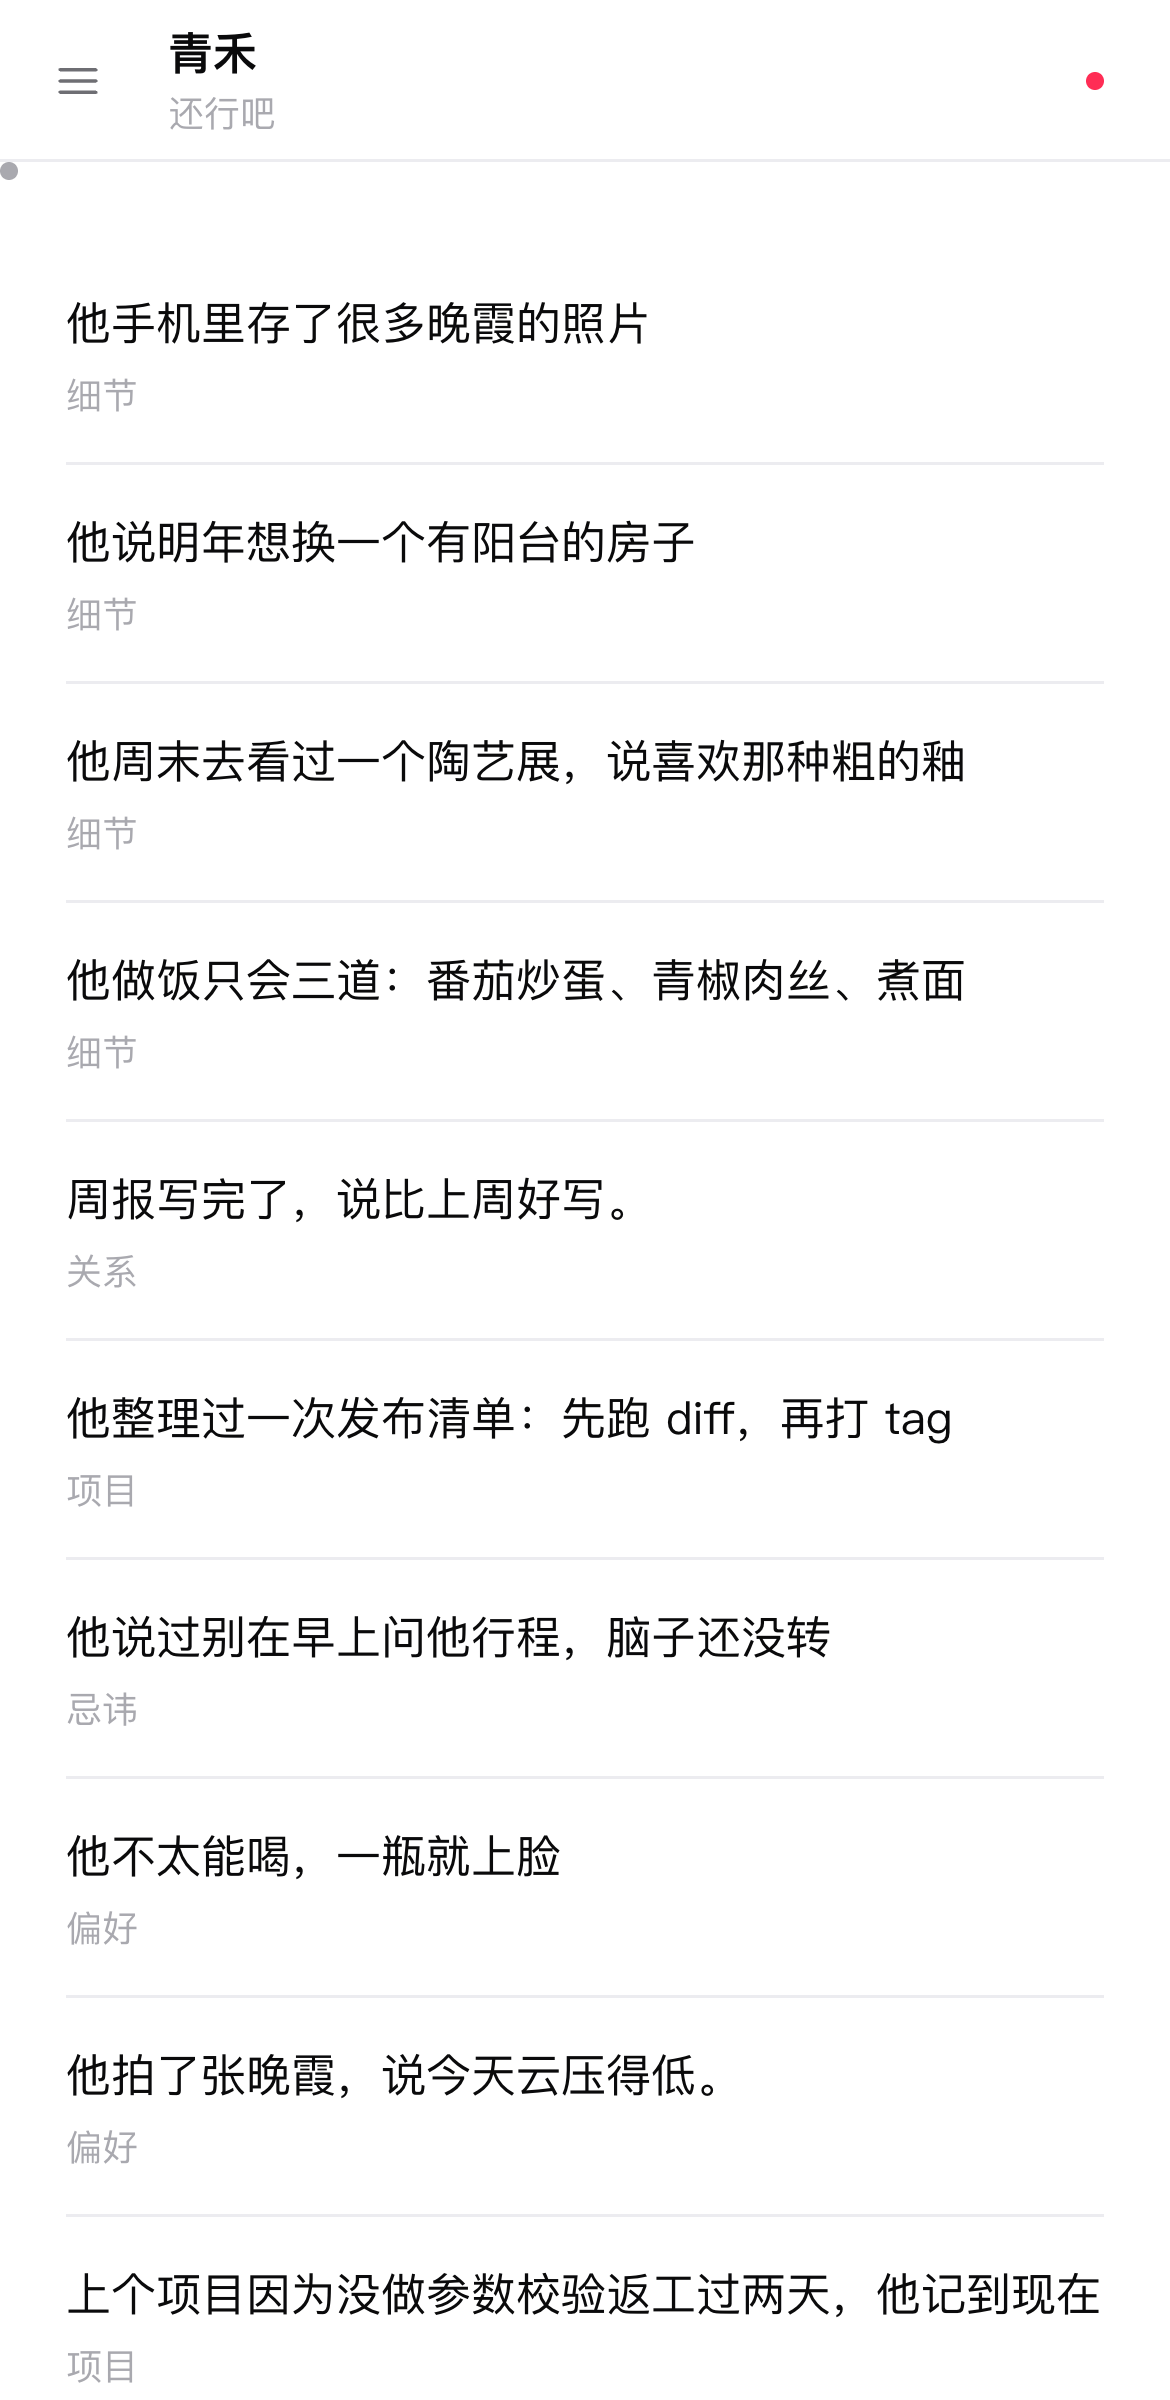 青禾
还行吧
他手机里存了很多晚霞的照片
细节
他说明年想换一个有阳台的房子
细节
他周末去看过一个陶艺展，说喜欢那种粗的釉
细节
他做饭只会三道：番茄炒蛋、青椒肉丝、煮面
细节
周报写完了，说比上周好写。
关系
他整理过一次发布清单：先跑 diff，再打 tag
项目
他说过别在早上问他行程，脑子还没转
忌讳
他不太能喝，一瓶就上脸
偏好
他拍了张晚霞，说今天云压得低。
偏好
上个项目因为没做参数校验返工过两天，他记到现在
项目